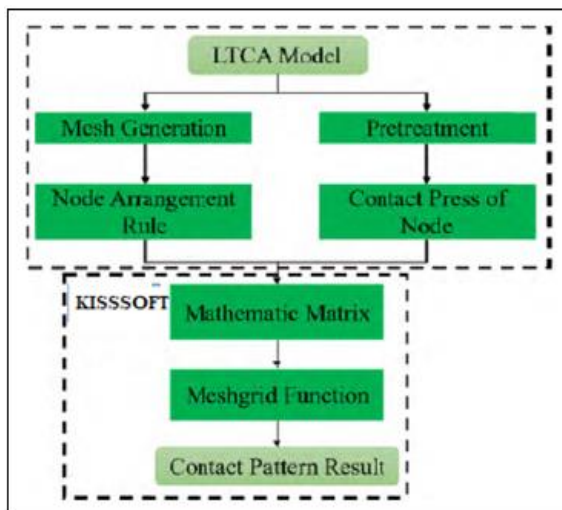 LTCA Model
Mesh Generation
Pretreatment
Node Arrangement
Rule
Contact Press of
Node
KISSSOFT
Mathematic Matrix
Meshgrid Function
Contact Pattern Result